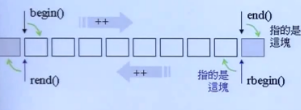 begin()
++
end()
指的是
這塊
rend()
++
指的是
這塊
rbegin()